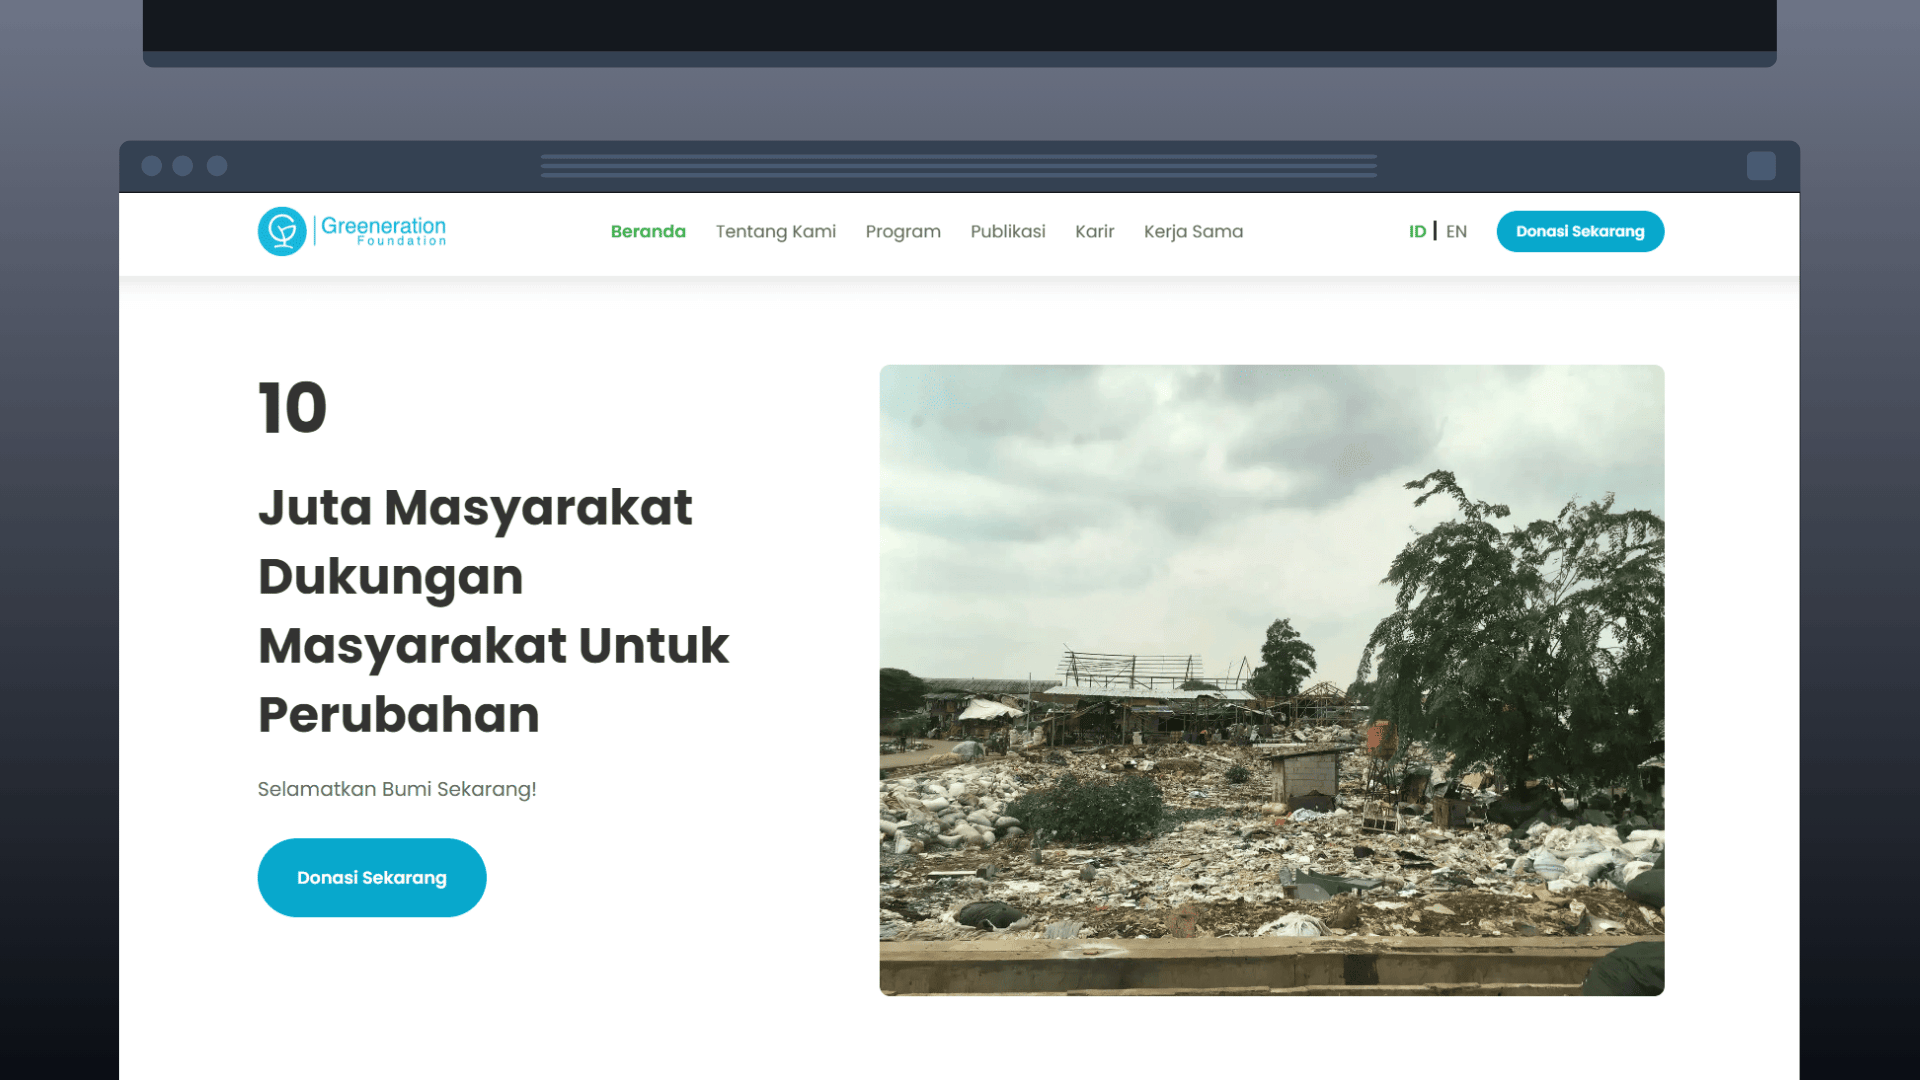 Greeneration
Foundation
Beranda
Tentang Kami
Program
Publikasi
Karir
Kerja Sama
ID | EN
Donasi Sekarang
10
Juta Masyarakat
Dukungan
Masyarakat Untuk
Perubahan
Selamatkan Bumi Sekarang!
Donasi Sekarang